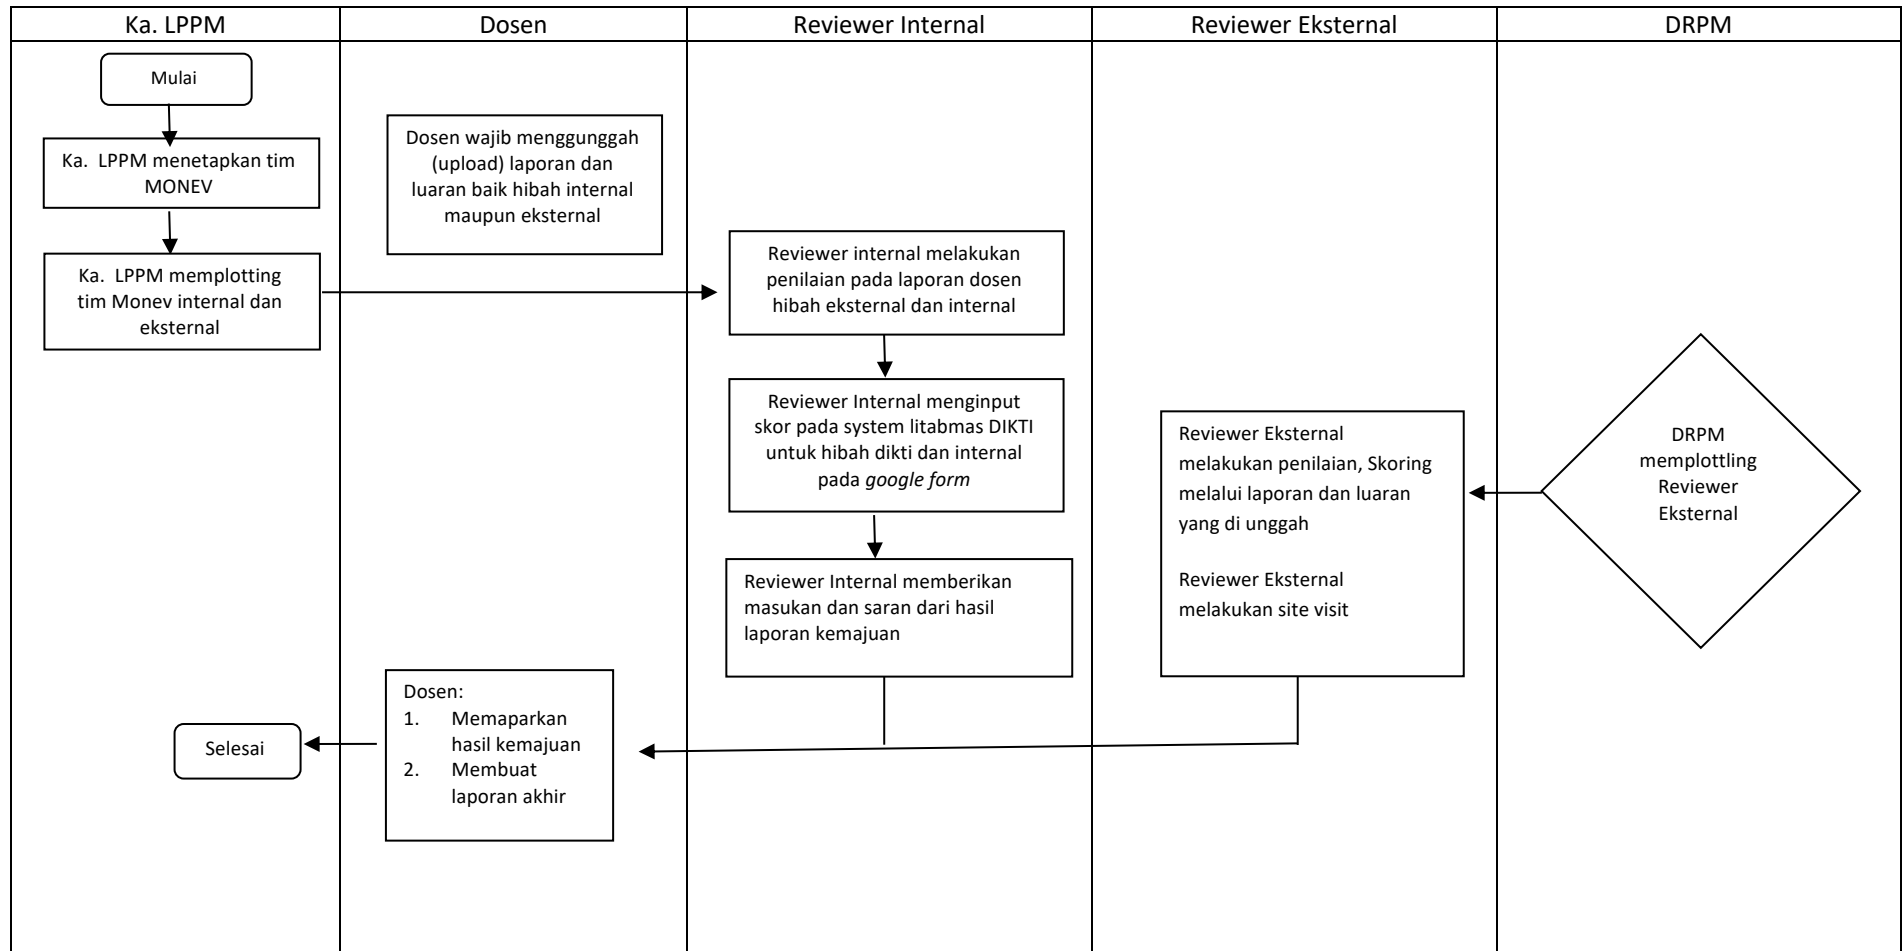 Ka. LPPM
Dosen
Reviewer Internal
Reviewer Eksternal
DRPM
Mulai
Ka. LPPM menetapkan tim
MONEV
Ka. LPPM memplotting
tim Monev internal dan
eksternal
Dosen wajib menggunggah
(upload) laporan dan
luaran baik hibah internal
maupun eksternal
Reviewer internal melakukan
penilaian pada laporan dosen
hibah eksternal dan internal
Reviewer Internal menginput
skor pada system litabmas DIKTI
untuk hibah dikti dan internal
pada google form
Reviewer Internal memberikan
masukan dan saran dari hasil
laporan kemajuan
Reviewer Eksternal
melakukan penilaian, Skoring
melalui laporan dan luaran
yang di unggah
Reviewer Eksternal
melakukan site visit
DRPM
memplottling
Reviewer
Eksternal
Dosen:
1. Memaparkan
hasil kemajuan
2. Membuat
laporan akhir
Selesai